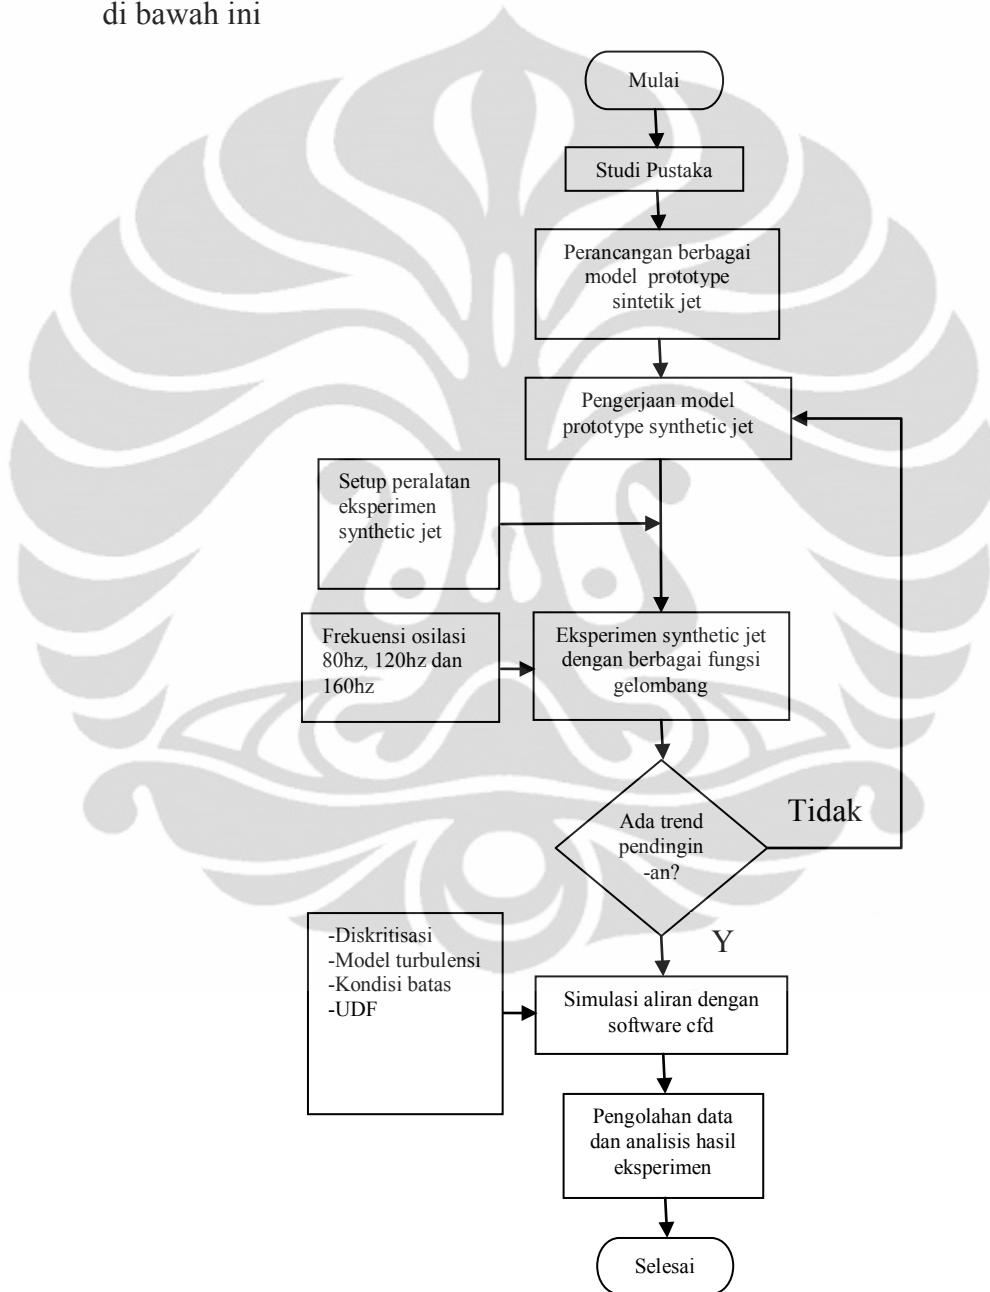 di bawah ini
Mulai
Studi Pustaka
Perancangan berbagai
model prototype
sintetik jet
Pengerjaan model
prototype synthetic jet
Setup peralatan
eksperimen
synthetic jet
Frekuensi osilasi
80hz, 120hz dan
160hz
Eksperimen synthetic jet
dengan berbagai fungsi
gelombang
Ada trend
pendingin
-an?
Tidak
Y
-Diskritisasi
-Model turbulensi
-Kondisi batas
-UDF
Simulasi aliran dengan
software cfd
Pengolahan data
dan analisis hasil
eksperimen
Selesai